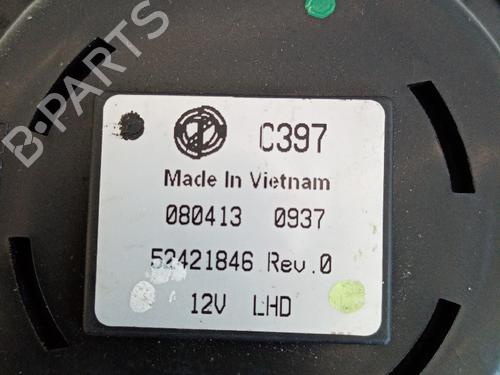 C397
Made In Vietnam
080413 0937
52421846 Rev.0
12V LHD
B-PARTS